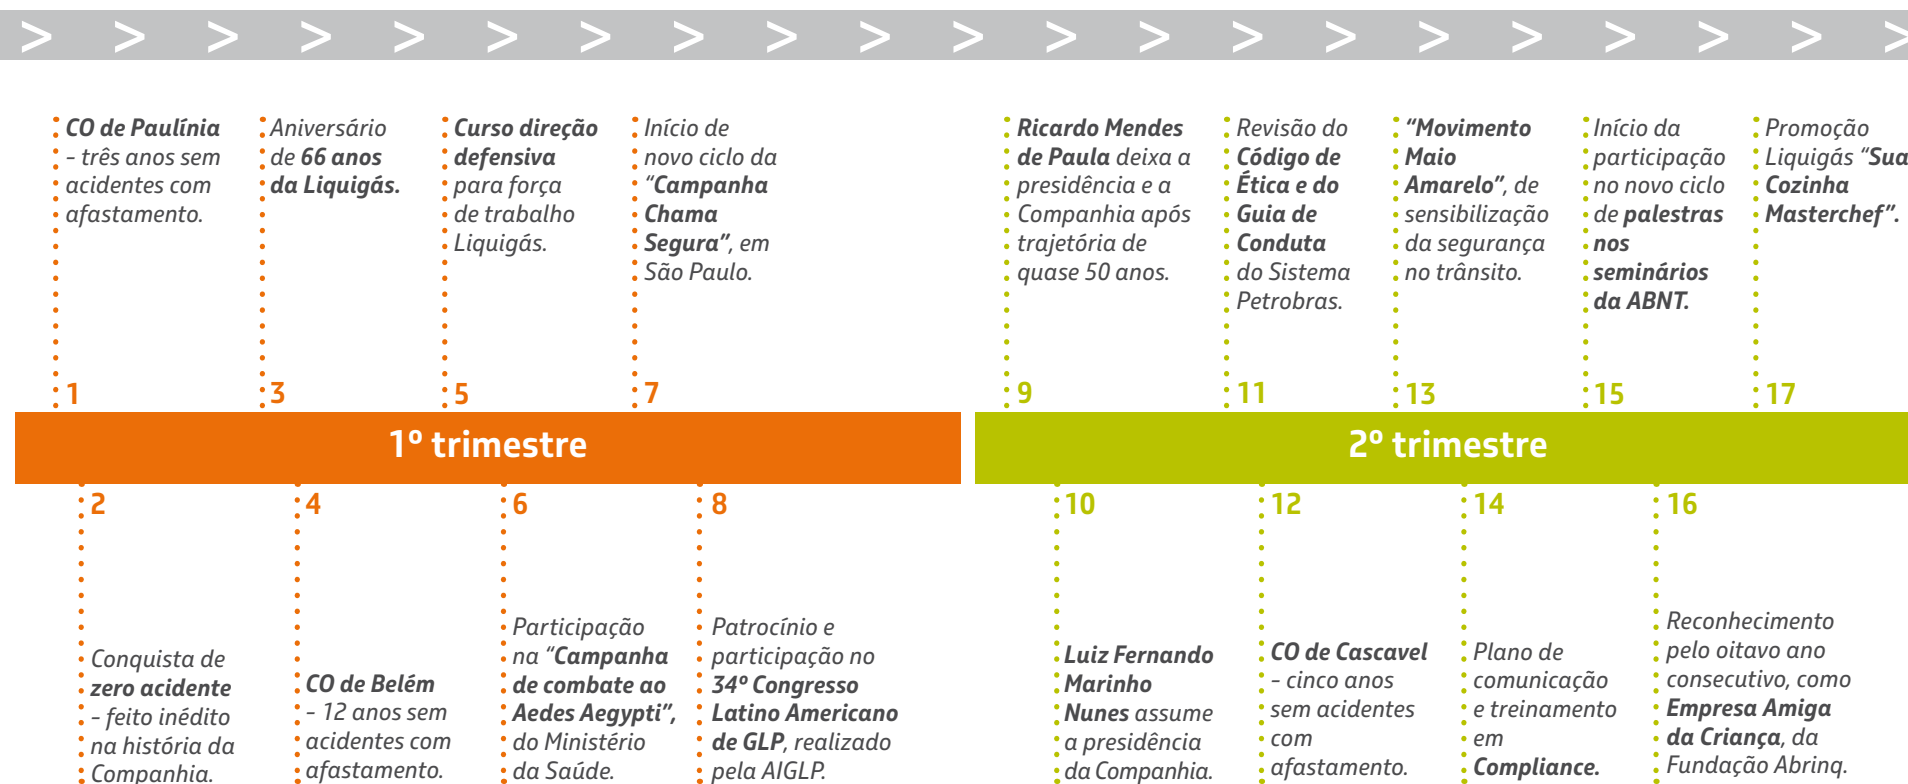 > > > > > > > > > > > > > > > > > > > > >
CO de Paulínia
- três anos sem
acidentes com
afastamento.
1
Aniversário
de 66 anos
da Liquigás.
3
Curso direção
defensiva
para força
de trabalho
Liquigás.
5
Início de
novo ciclo da
“Campanha
Chama
Segura”, em
São Paulo.
7
Ricardo Mendes
de Paula deixa a
presidência e a
Companhia após
trajetória de
quase 50 anos.
9
Revisão do
Código de
Ética e do
Guia de
Conduta
do Sistema
Petrobras.
11
“Movimento
Maio
Amarelo”, de
sensibilização
da segurança
no trânsito.
13
Início da
participação
no novo ciclo
de palestras
nos
seminários
da ABNT.
15
Promoção
Liquigás “Sua
Cozinha
Masterchef”.
17
1º trimestre
2º trimestre
2
Conquista de
zero acidente
- feito inédito
na história da
Companhia.
4
CO de Belém
- 12 anos sem
acidentes com
afastamento.
6
Participação
na “Campanha
de combate ao
Aedes Aegypti”,
do Ministério
da Saúde.
8
Patrocínio e
participação no
34º Congresso
Latino Americano
de GLP, realizado
pela AIGLP.
10
Luiz Fernando
Marinho
Nunes assume
a presidência
da Companhia.
12
CO de Cascavel
- cinco anos
sem acidentes
com
afastamento.
14
Plano de
comunicação
e treinamento
em
Compliance.
16
Reconhecimento
pelo oitavo ano
consecutivo, como
Empresa Amiga
da Criança, da
Fundação Abrinq.